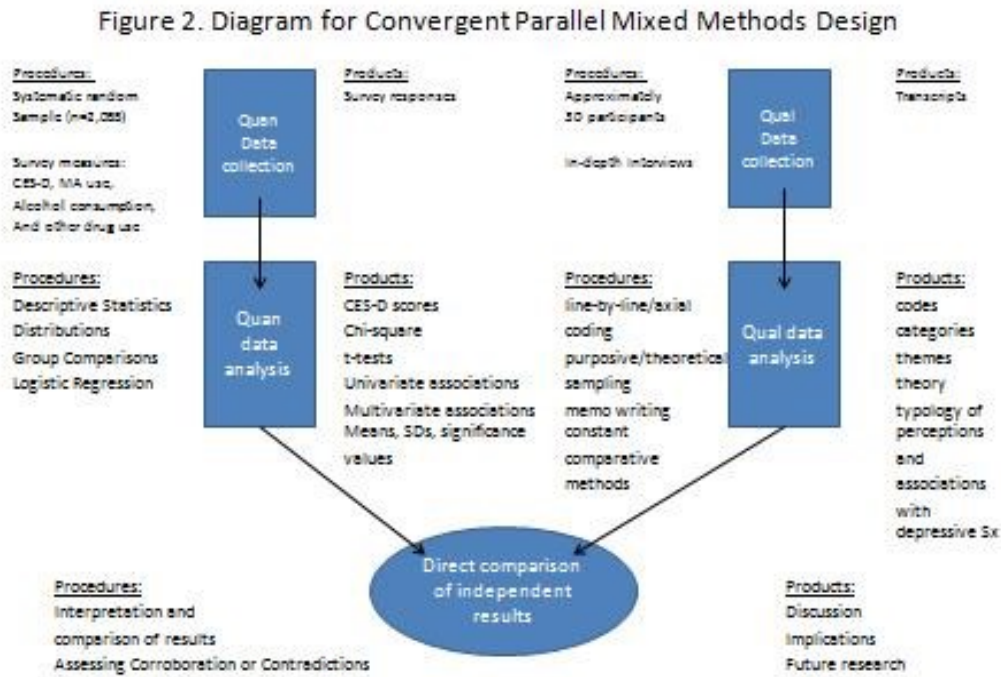 Figure 2. Diagram for Convergent Parallel Mixed Methods Design
Procedures:
Systematic random
Sample
Survey measures:
CES-D, MA use,
Alcohol consumption,
And other drug use
Quan
Data
collection
Products:
Survey responses
Procedures:
Approximately
30 participants
In-depth interviews
Qual
Data
collection
Products:
Transcripts
Procedures:
Descriptive Statistics
Distributions
Group Comparisons
Logistic Regression
Quan
data
analysis
Products:
CES-D scores
Chi-square
t-tests
Univariate associations
Multivariate associations
Means, SDs, significance
values
Procedures:
line-by-line/axial
coding
purposive/theoretical
sampling
memo writing
constant
comparative
methods
Qual data
analysis
Products:
codes
categories
themes
theory
typology of
perceptions
and
associations
with
depressive Sx
Procedures:
Interpretation and
comparison of results
Assessing Corroboration or Contradictions
Direct comparison
of independent
results
Products:
Discussion
Implications
Future research